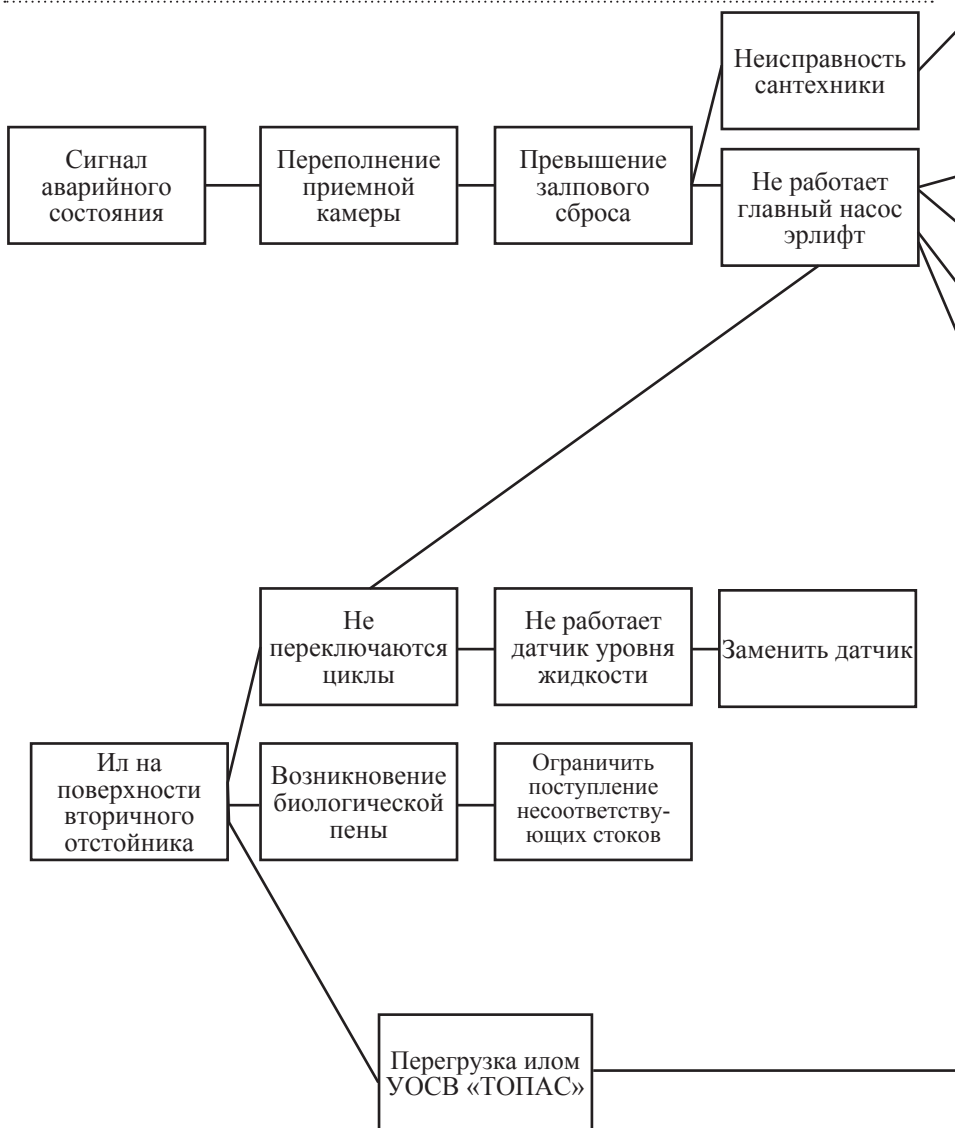 Неисправность
сантехники
Сигнал
аварийного
состояния
Переполнение
приемной
камеры
Превышение
залпового
сброса
Не работает
главный насос
эрлифт
Не
переключаются
циклы
Не работает
датчик уровня
жидкости
Заменить датчик
Ил на
поверхности
вторичного
отстойника
Возникновение
биологической
пены
Ограничить
поступление
несоответству-
ющих стоков
Перегрузка илом
УОСВ «ТОПАС»